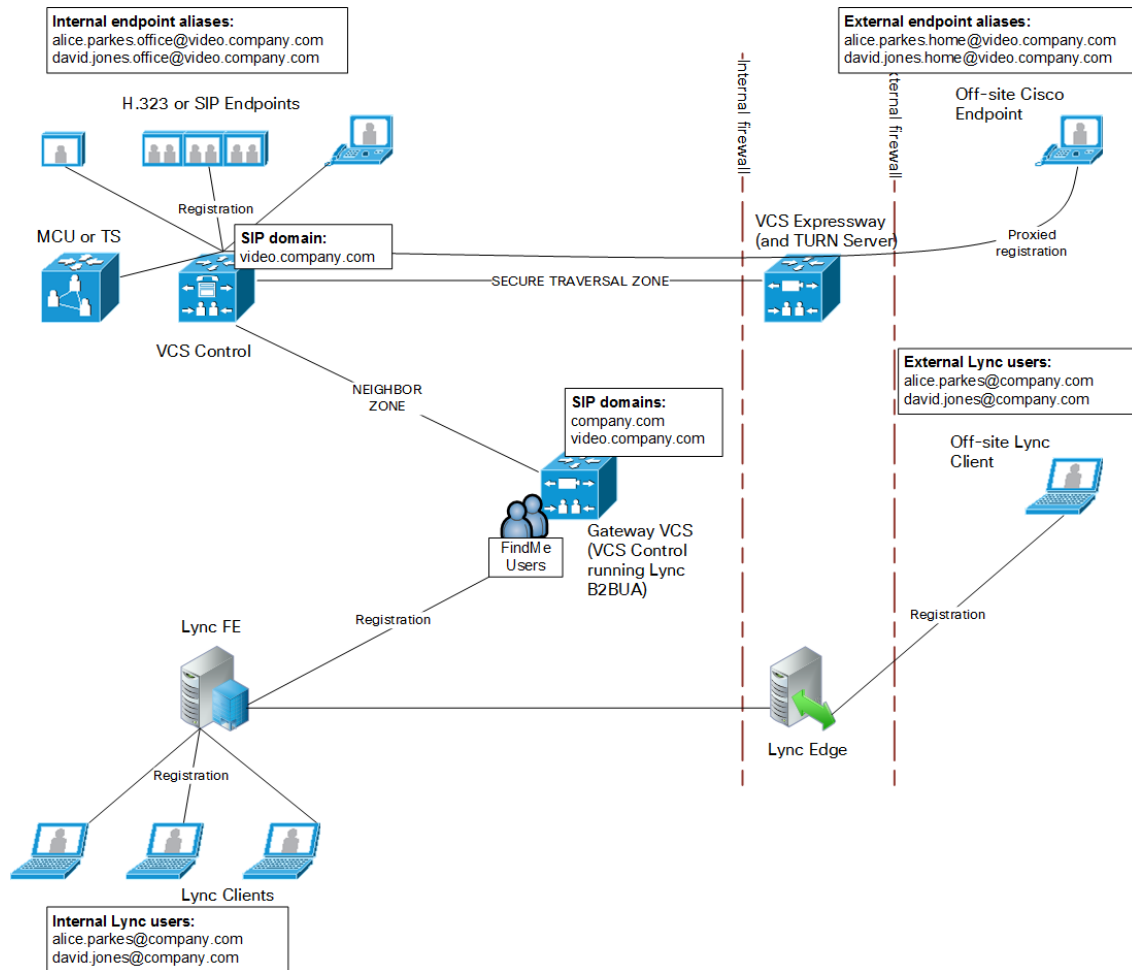 Internal endpoint aliases:
alice.parkes.office@video.company.com
david.jones.office@video.company.com
External endpoint aliases:
alice.parkes.home@video.company.com
david.jones.home@video.company.com
H.323 or SIP Endpoints
Internal firewall
xternal firewall
Off-site Cisco
Endpoint
Registration
MCU or TS
SIP domain:
video.company.com
VCS Expressway
(and TURN Server)
Proxied
registration
SECURE TRAVERSAL ZONE
VCS Control
NEIGHBOR
ZONE
SIP domains:
company.com
video.company.com
External Lync users:
alice.parkes@company.com
david.jones@company.com
Off-site Lync
Client
Gateway VCS
(VCS Control
running Lync
B2BUA)
FindMe
Users
Registration
Registration
Lync FE
Lync Edge
Registration
Lync Clients
Internal Lync users:
alice.parkes@company.com
david.jones@company.com